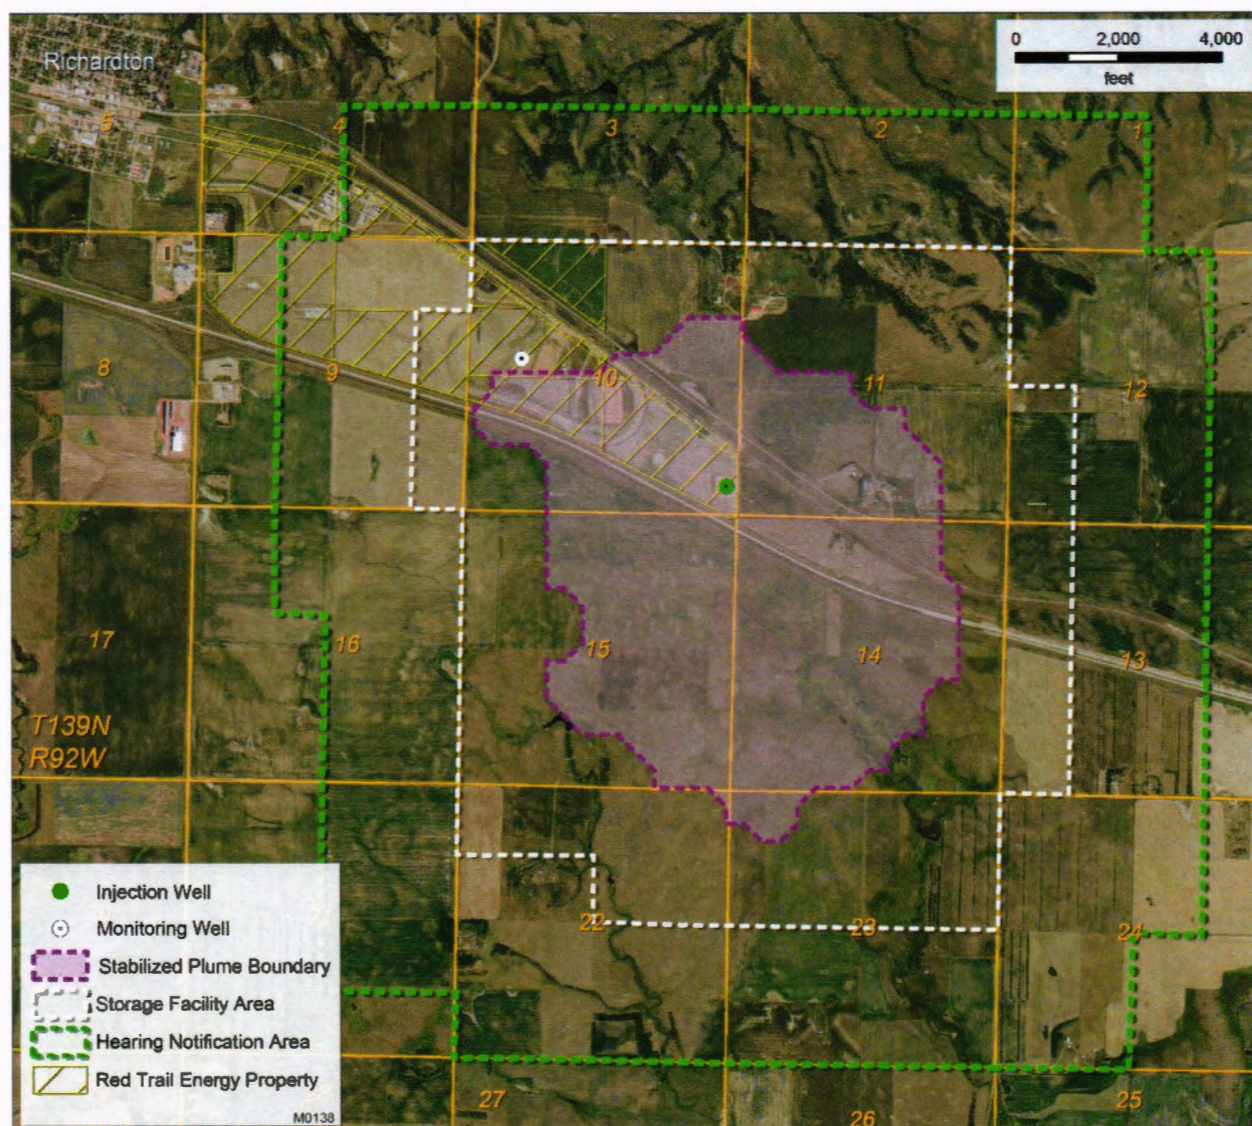 Richardton
0 2,000 4,000
feet
5 4 3 2 1
8 9 10 11 12
17 16 15 14 13
T139N
R92W
22 23 24
27 26 25
Injection Well
Monitoring Well
Stabilized Plume Boundary
Storage Facility Area
Hearing Notification Area
Red Trail Energy Property
M0138